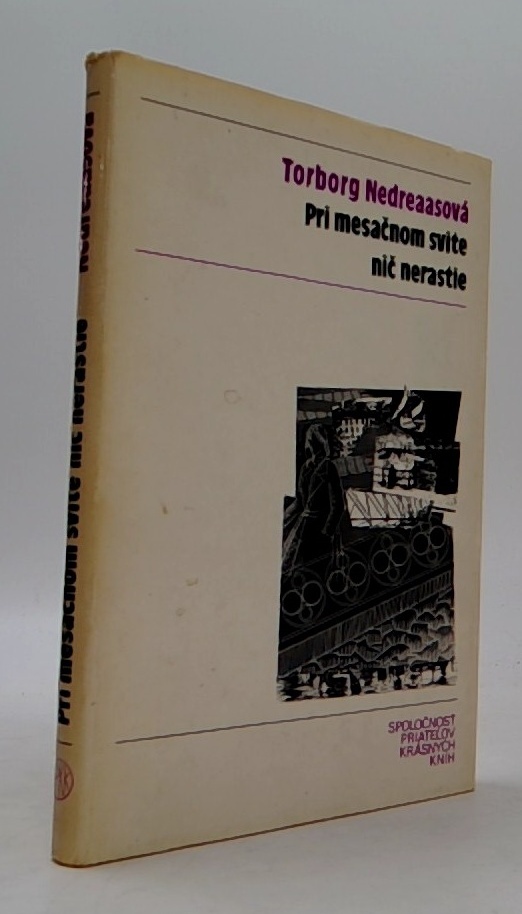 Torborg Nedreaasová
Pri mesačnom svite
nič nerastie
SPOLOČNOSŤ
PRIATEĽOV
KRÁSNYCH
KNÍH
Pri mesačnom svite nič nerastie Nedreaasová